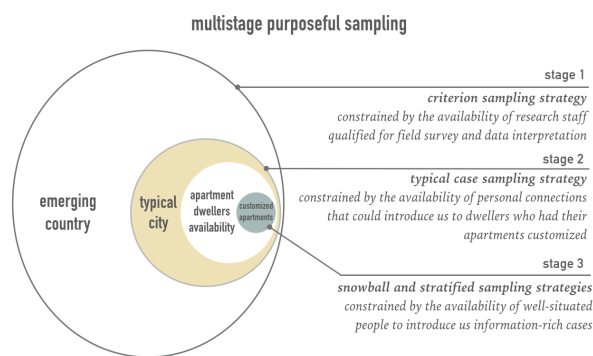 multistage purposeful sampling
stage 1
criterion sampling strategy
constrained by the availability of research staff
qualified for field survey and data interpretation
stage 2
typical case sampling strategy
constrained by the availability of personal connections
that could introduce us to dwellers who had their
apartments customized
stage 3
snowball and stratified sampling strategies
constrained by the availability of well-situated
people to introduce us information-rich cases
emerging
country
typical
city
apartment
dwellers
availability
customized
apartments